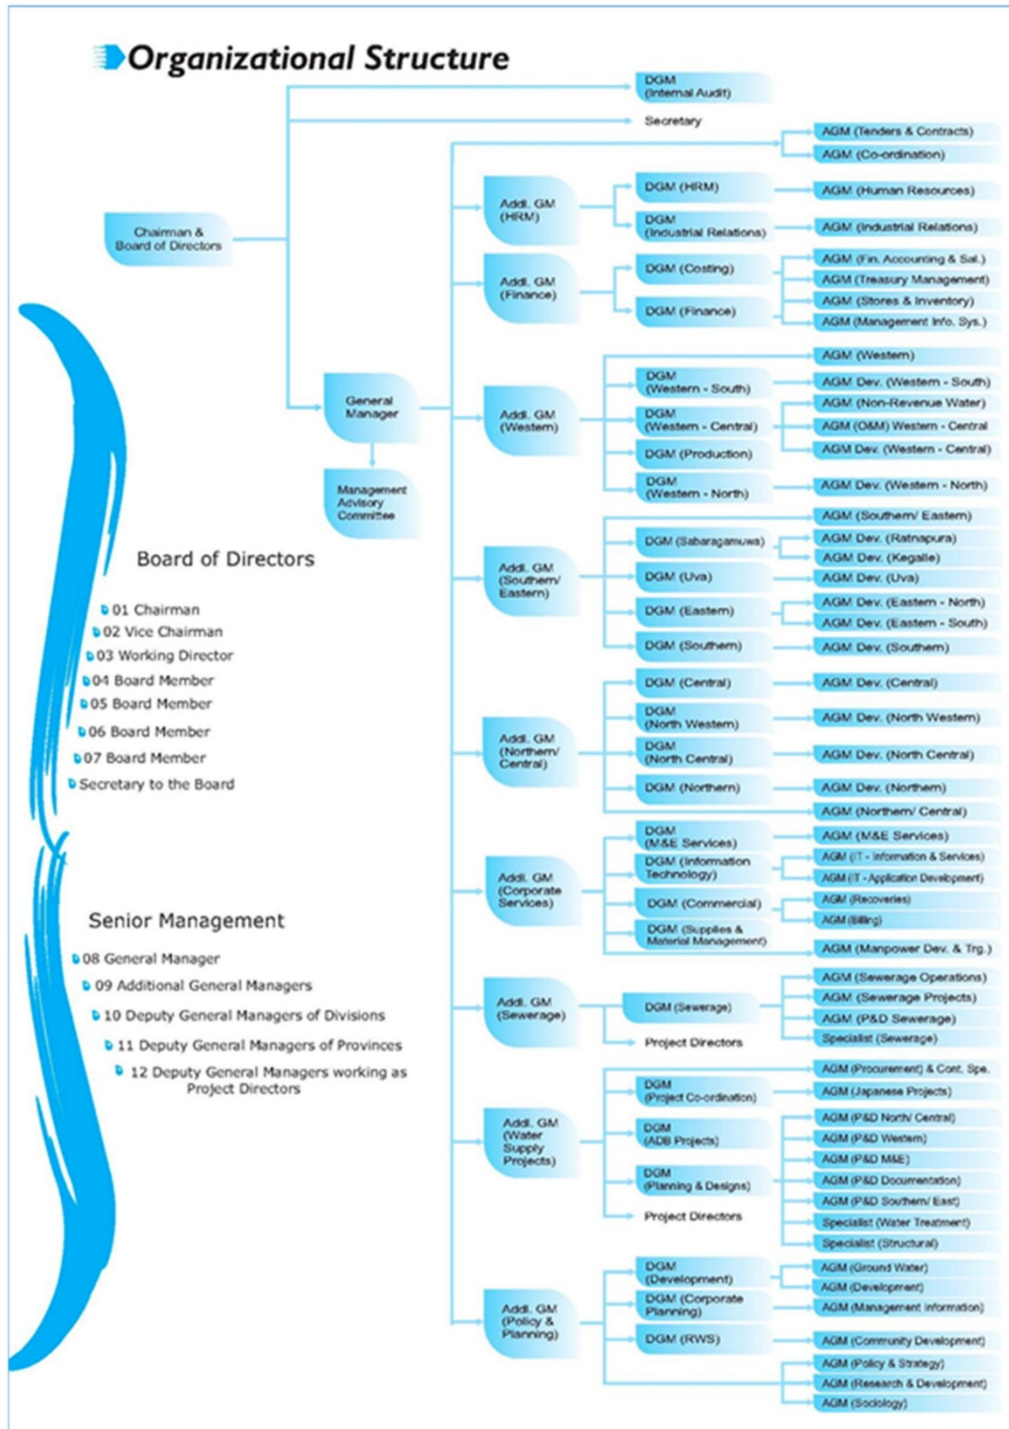 Organizational Structure
DGM
(Internal Audit)
Secretary
AGM (Tenders & Contracts)
AGM (Co-ordination)
Chairman &
Board of Directors
General
Manager
Management
Advisory
Committee
Addl. GM
(HRM)
DGM (HRM)
AGM (Human Resources)
DGM
(Industrial Relations)
AGM (Industrial Relations)
Addl. GM
(Finance)
DGM (Costing)
DGM (Finance)
AGM (Fin. Accounting & Sal.)
AGM (Treasury Management)
AGM (Stores & Inventory)
AGM (Management Info. Sys.)
Addl. GM
(Western)
AGM (Western)
DGM
(Western - South)
AGM Dev. (Western - South)
DGM
(Western - Central)
AGM (Non-Revenue Water)
AGM (O&M) Western - Central
AGM Dev. (Western - Central)
DGM (Production)
DGM
(Western - North)
AGM Dev. (Western - North)
Addl. GM
(Southern/
Eastern)
AGM (Southern/ Eastern)
DGM (Sabaragamuwa)
AGM Dev. (Ratnapura)
AGM Dev. (Kegalle)
DGM (Uva)
AGM Dev. (Uva)
DGM (Eastern)
AGM Dev. (Eastern - North)
AGM Dev. (Eastern - South)
DGM (Southern)
AGM Dev. (Southern)
Addl. GM
(Northern/
Central)
DGM (Central)
AGM Dev. (Central)
DGM
(North Western)
AGM Dev. (North Western)
DGM
(North Central)
AGM Dev. (North Central)
DGM (Northern)
AGM Dev. (Northern)
AGM (Northern/ Central)
Addl. GM
(Corporate
Services)
DGM
(M&E Services)
AGM (M&E Services)
DGM (Information
Technology)
AGM (IT - Information & Services)
AGM (IT - Application Development)
DGM (Commercial)
AGM (Recoveries)
AGM (Billing)
DGM (Supplies &
Material Management)
AGM (Manpower Dev. & Trg.)
Addl. GM
(Sewerage)
DGM (Sewerage)
Project Directors
AGM (Sewerage Operations)
AGM (Sewerage Projects)
AGM (P&D Sewerage)
Specialist (Sewerage)
Addl. GM
(Water
Supply
Projects)
AGM (Procurement) & Cont. Spe.
DGM
(Project Co-ordination)
AGM (Japanese Projects)
DGM
(ADB Projects)
DGM
(Planning & Designs)
Project Directors
AGM (P&D North/ Central)
AGM (P&D Western)
AGM (P&D M&E)
AGM (P&D Documentation)
AGM (P&D Southern/ East)
Specialist (Water Treatment)
Specialist (Structural)
Addl. GM
(Policy &
Planning)
DGM
(Development)
AGM (Ground Water)
AGM (Development)
DGM (Corporate
Planning)
AGM (Management Information)
DGM (RWS)
AGM (Community Development)
AGM (Policy & Strategy)
AGM (Research & Development)
AGM (Sociology)
Board of Directors
01 Chairman
02 Vice Chairman
03 Working Director
04 Board Member
05 Board Member
06 Board Member
07 Board Member
Secretary to the Board
Senior Management
08 General Manager
09 Additional General Managers
10 Deputy General Managers of Divisions
11 Deputy General Managers of Provinces
12 Deputy General Managers working as
Project Directors